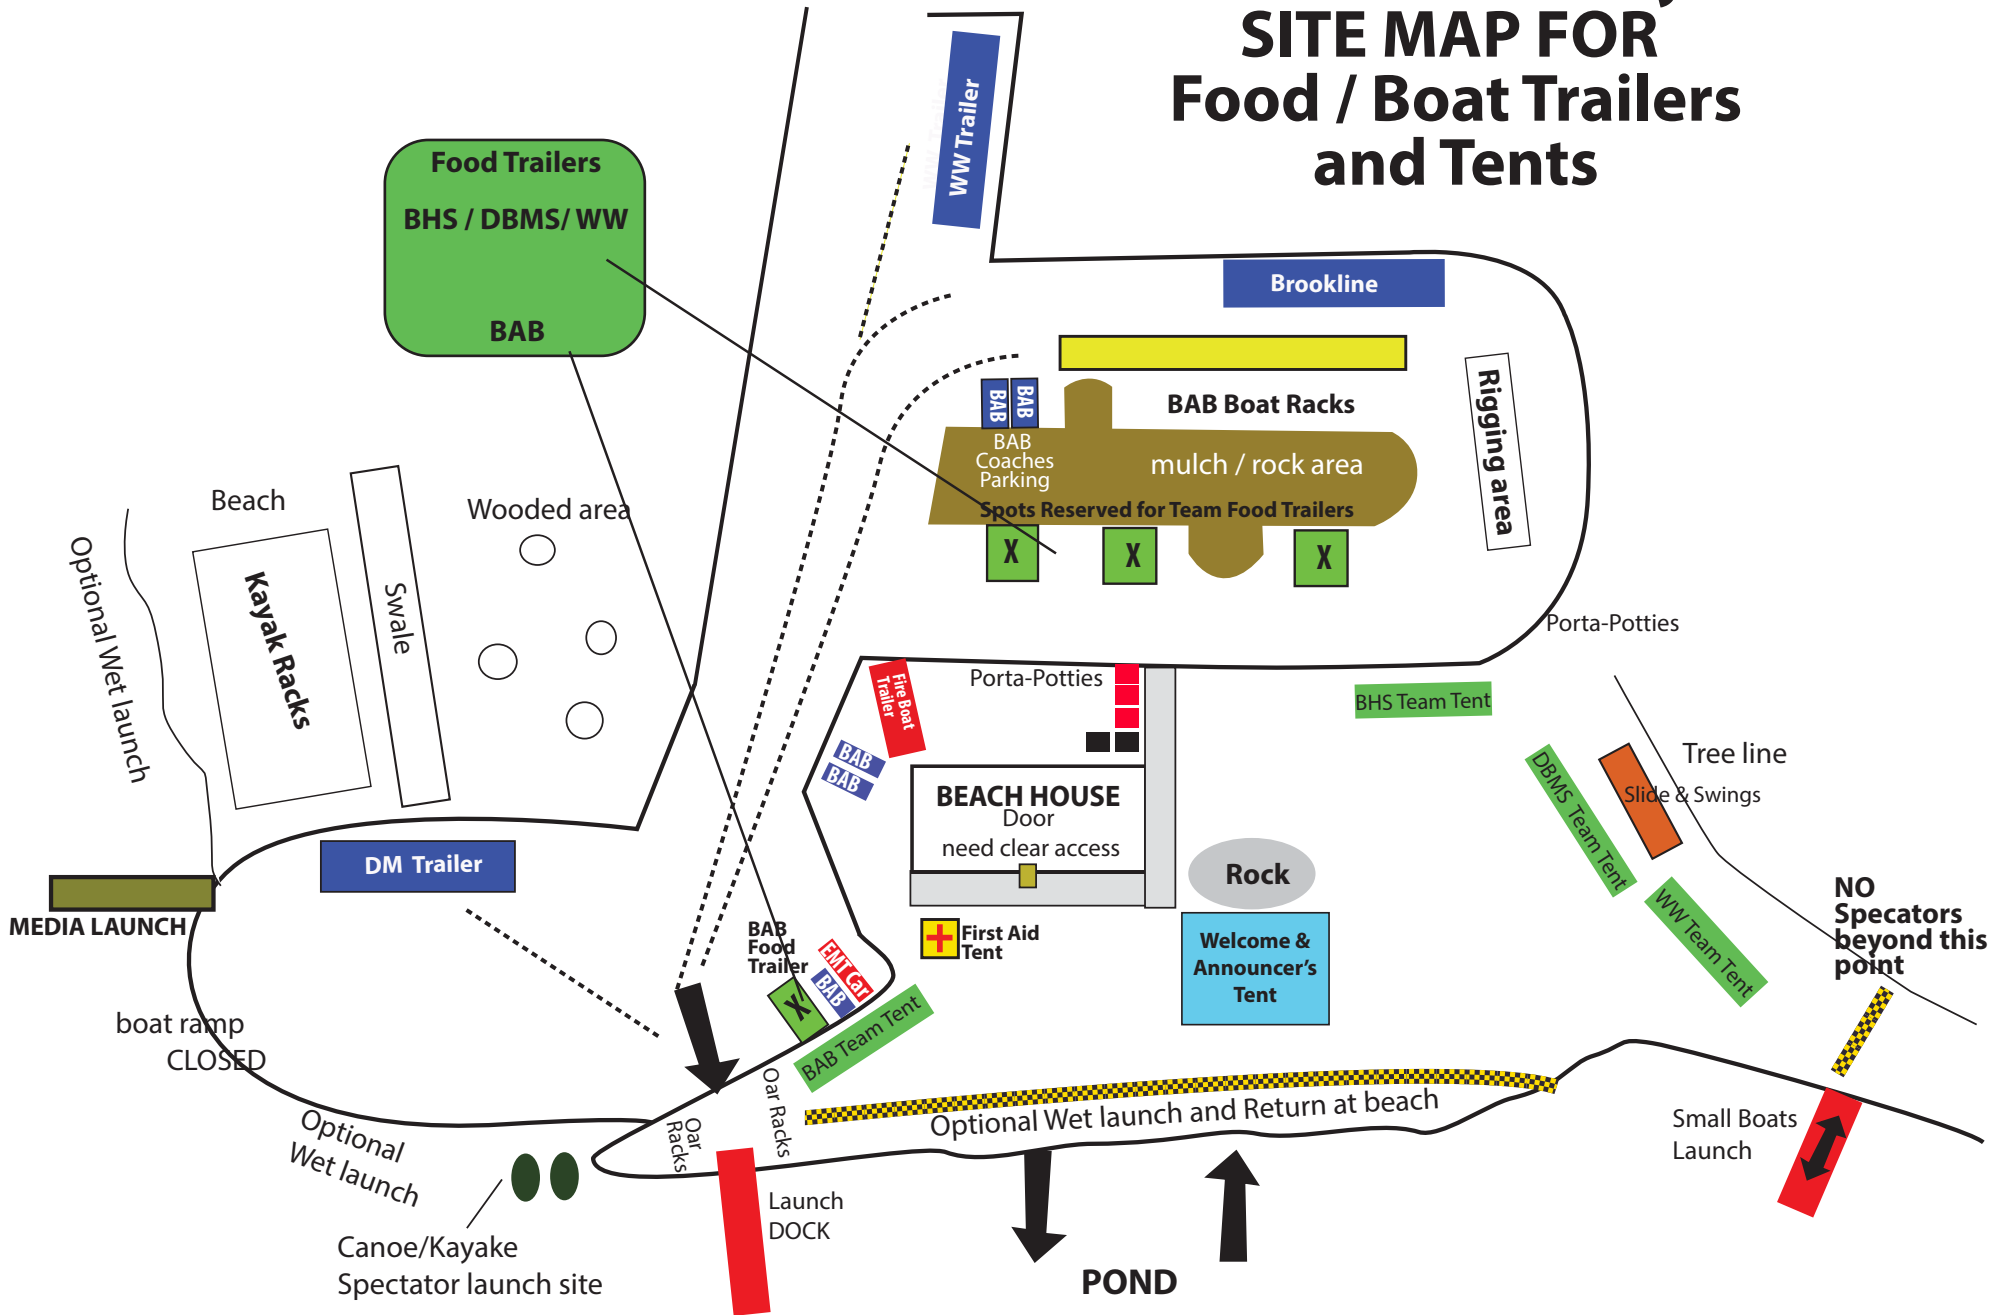 SITE MAP FOR
Food / Boat Trailers
and Tents
WW Trailer
Food Trailers
BHS / DBMS/ WW
BAB
Brookline
BAB
BAB
BAB Boat Racks
BAB
Coaches
Parking
mulch / rock area
Spots Reserved for Team Food Trailers
X
X
X
Rigging area
Beach
Wooded area
Optional Wet launch
Kayak Racks
Swale
Porta-Potties
Porta-Potties
Fire Boat
Trailer
BAB
BAB
BHS Team Tent
Tree line
Slide & Swings
DBMS Team Tent
WW Team Tent
BEACH HOUSE
Door
need clear access
Rock
DM Trailer
MEDIA LAUNCH
NO
Specators
beyond this
point
First Aid
Tent
Welcome &
Announcer's
Tent
BAB
Food
Trailer
EMT Car
BAB
X
BAB Team Tent
boat ramp
CLOSED
Oar Racks
Oar
Racks
Optional Wet launch and Return at beach
Optional
Wet launch
Small Boats
Launch
Launch
DOCK
Canoe/Kayake
Spectator launch site
POND